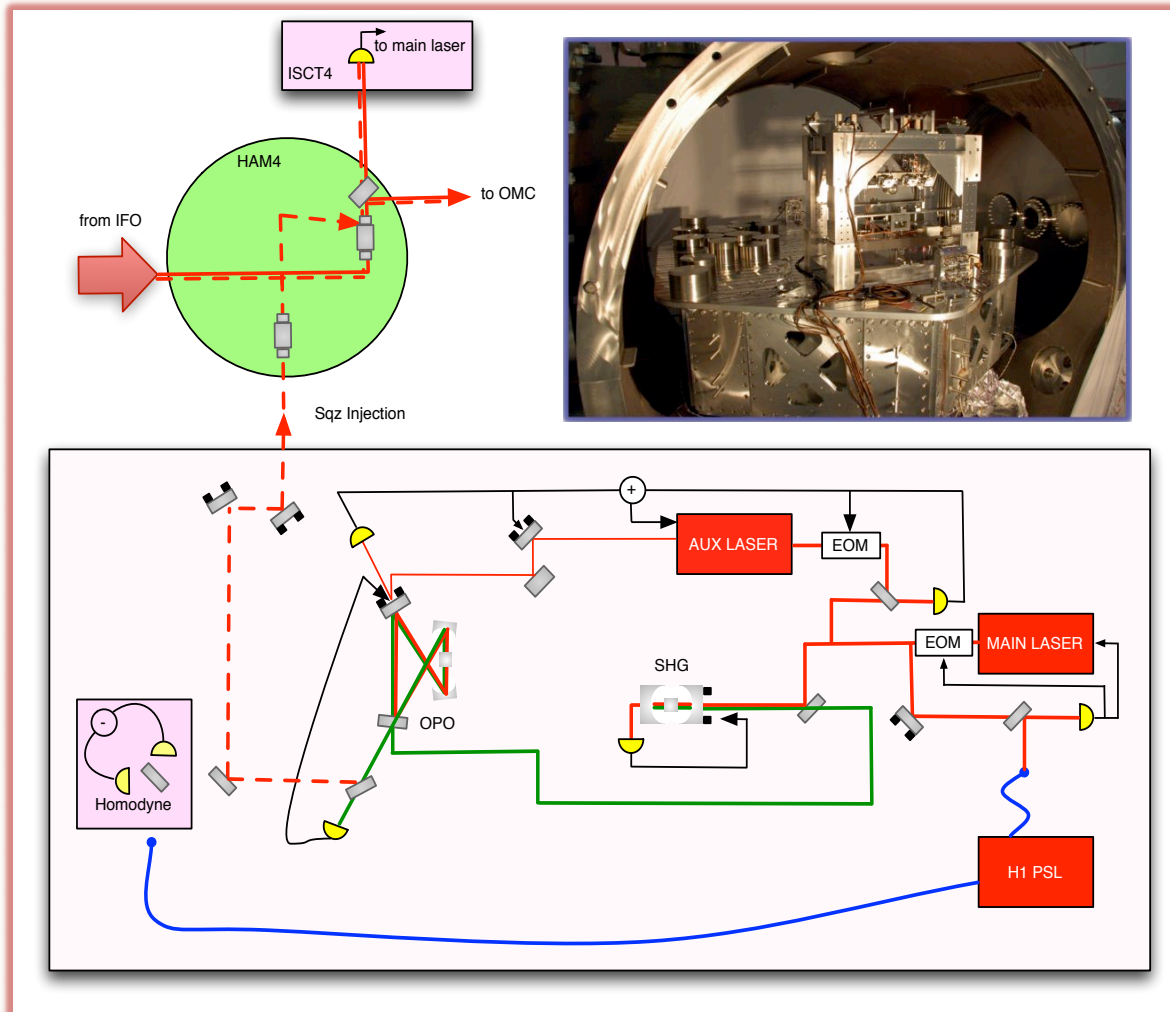 to main laser
ISCT4
HAM4
to OMC
from IFO
Sqz Injection
+
AUX LASER
EOM
EOM
MAIN LASER
SHG
OPO
-
Homodyne
H1 PSL